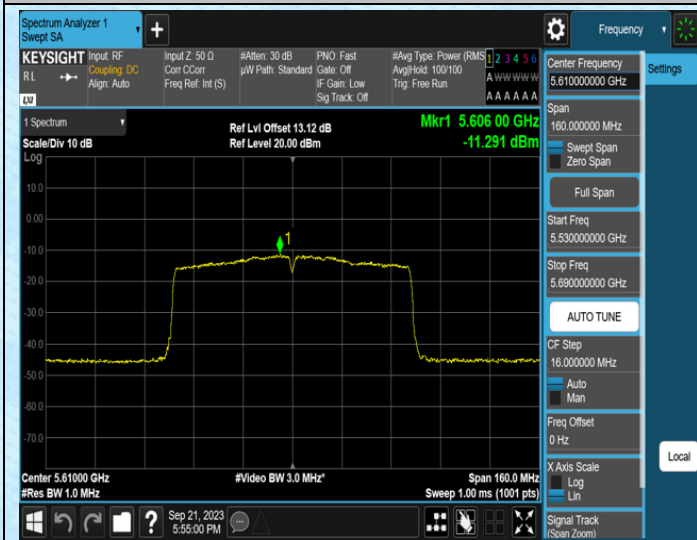 Spectrum Analyzer 1
Swept SA
Frequency
KEYSIGHT
Input: RF
Coupling: DC
Align: Auto
Input Z: 50 Ω
Corr CCorr
Freq Ref: Int (S)
#Atten: 30 dB
µW Path: Standard
PNO: Fast
Gate: Off
IF Gain: Low
Sig Track: Off
#Avg Type: Power (RMS
Avg|Hold: 100/100
Trig: Free Run
1 2 3 4 5 6
A W W W W W
A A A A A A
R L
LXI
1 Spectrum
Scale/Div 10 dB
Ref Lvl Offset 13.12 dB
Ref Level 20.00 dBm
Mkr1 5.606 00 GHz
-11.291 dBm
Log
10.0
0.00
-10.0
-20.0
-30.0
-40.0
-50.0
-60.0
-70.0
1
Center 5.61000 GHz
#Res BW 1.0 MHz
#Video BW 3.0 MHz*
Span 160.0 MHz
Sweep 1.00 ms (1001 pts)
Sep 21, 2023
5:55:00 PM
?
Center Frequency
5.610000000 GHz
Span
160.000000 MHz
Swept Span
Zero Span
Full Span
Start Freq
5.530000000 GHz
Stop Freq
5.690000000 GHz
AUTO TUNE
CF Step
16.000000 MHz
Auto
Man
Freq Offset
0 Hz
X Axis Scale
Log
Lin
Signal Track
(Span Zoom)
Settings
Local